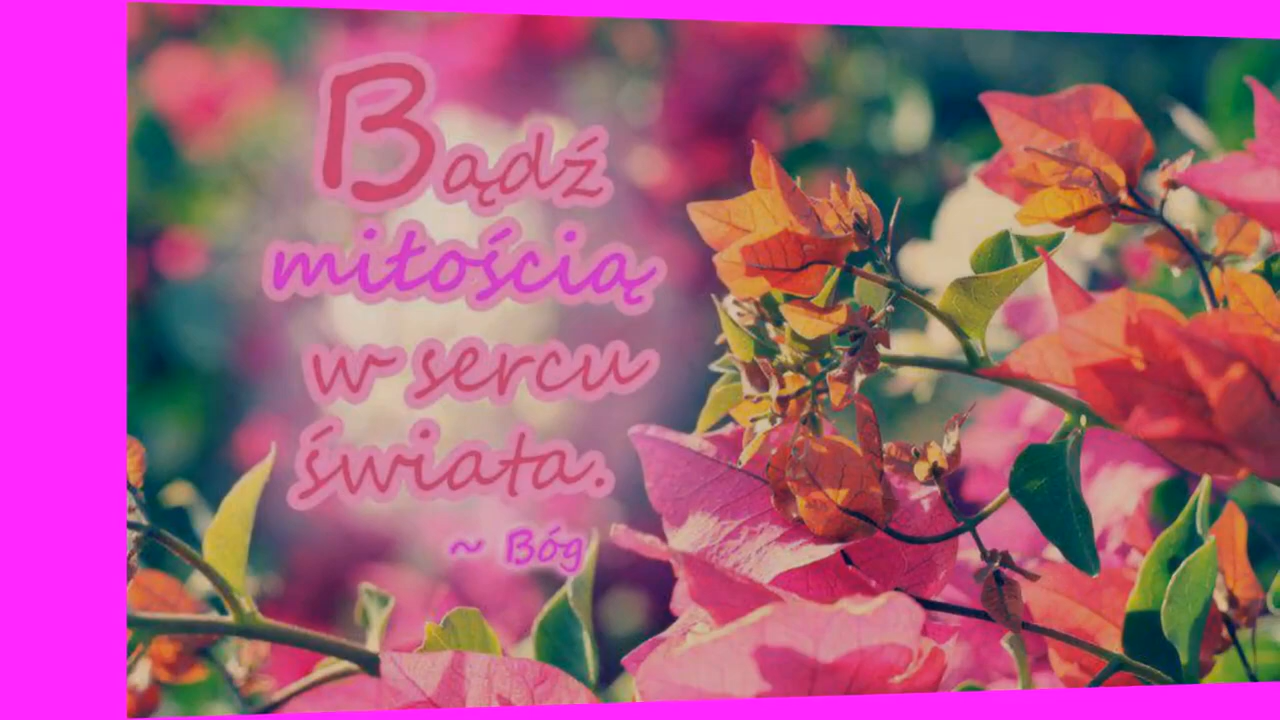 Bądź
miłością
w sercu
świata.
~ Bóg